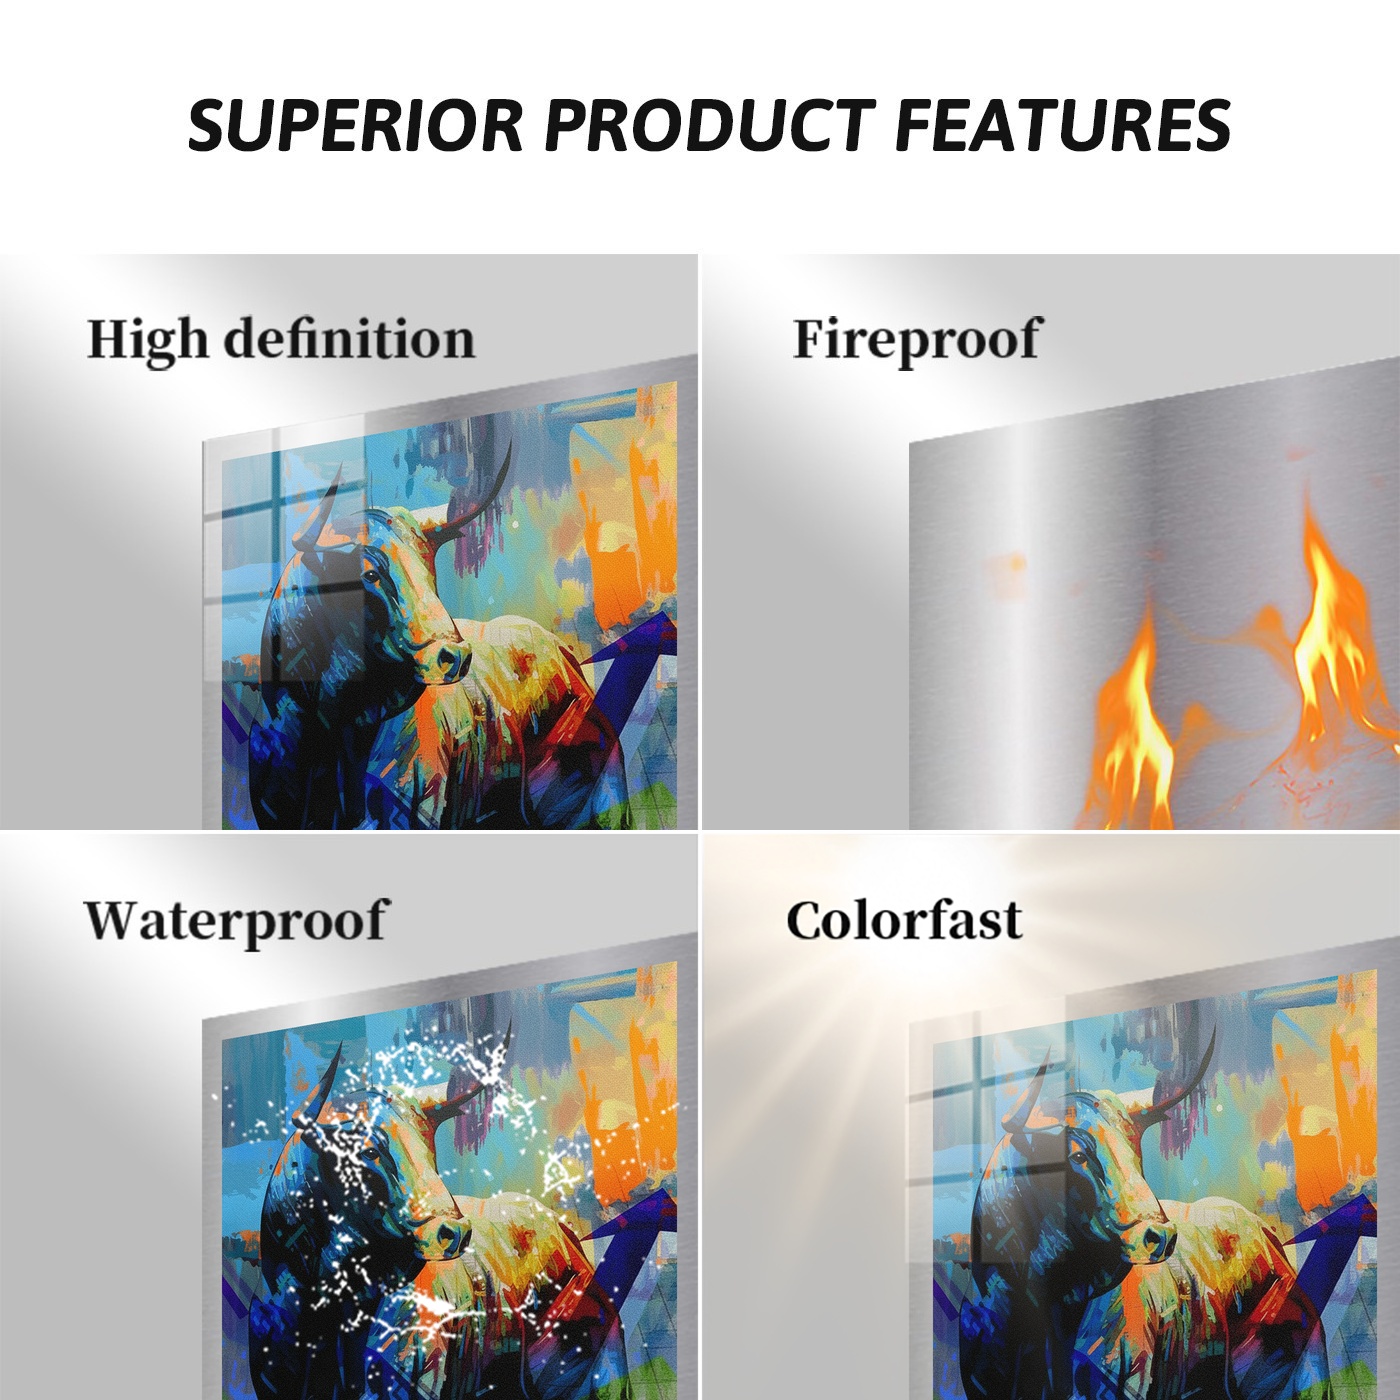 SUPERIOR PRODUCT FEATURES
High definition
Fireproof
Waterproof
Colorfast